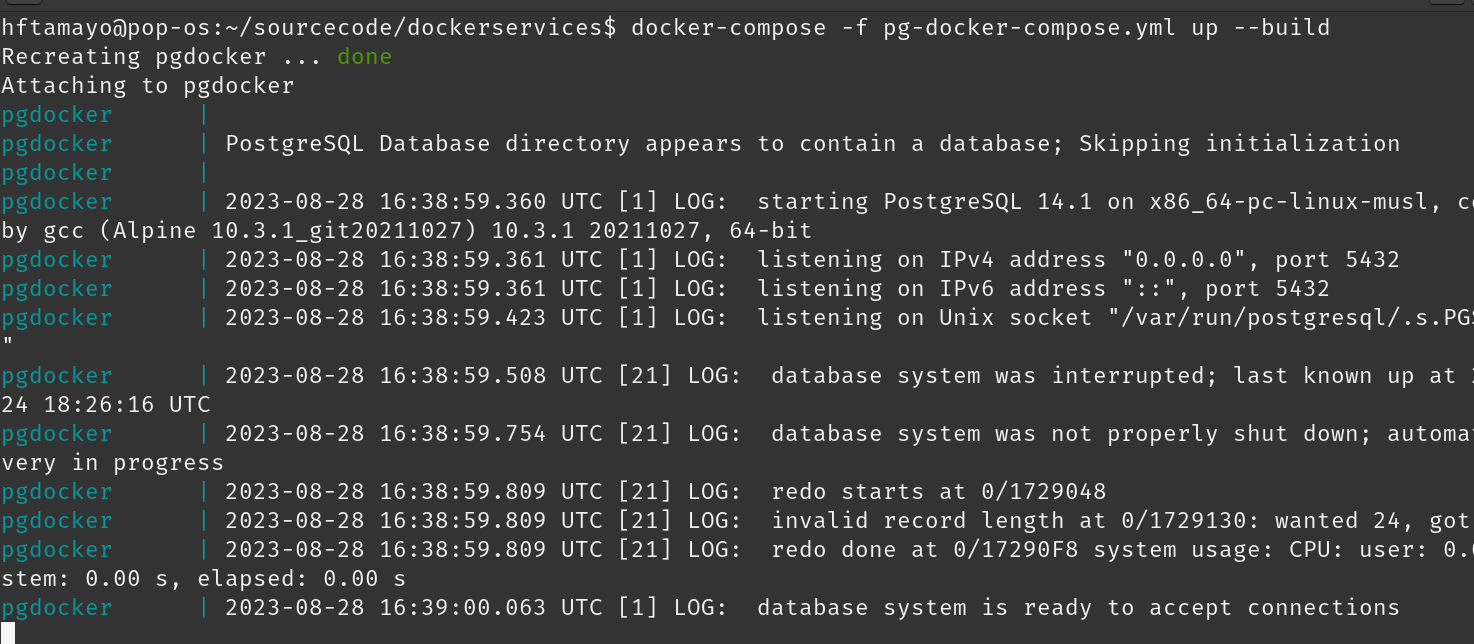 hftamayo@pop-os:~/sourcecode/dockerservices$ docker-compose -f pg-docker-compose.yml up --build
Recreating pgdocker ... done
Attaching to pgdocker
pgdocker      |
pgdocker      | PostgreSQL Database directory appears to contain a database; Skipping initialization
pgdocker      |
pgdocker      | 2023-08-28 16:38:59.360 UTC [1] LOG:  starting PostgreSQL 14.1 on x86_64-pc-linux-musl,
by gcc (Alpine 10.3.1_git20211027) 10.3.1 20211027, 64-bit
pgdocker      | 2023-08-28 16:38:59.361 UTC [1] LOG:  listening on IPv4 address "0.0.0.0", port 5432
pgdocker      | 2023-08-28 16:38:59.361 UTC [1] LOG:  listening on IPv6 address "::", port 5432
pgdocker      | 2023-08-28 16:38:59.423 UTC [1] LOG:  listening on Unix socket "/var/run/postgresql/.s.PGS
"
pgdocker      | 2023-08-28 16:38:59.508 UTC [21] LOG:  database system was interrupted; last known up at
24 18:26:16 UTC
pgdocker      | 2023-08-28 16:38:59.754 UTC [21] LOG:  database system was not properly shut down; automat
very in progress
pgdocker      | 2023-08-28 16:38:59.809 UTC [21] LOG:  redo starts at 0/1729048
pgdocker      | 2023-08-28 16:38:59.809 UTC [21] LOG:  invalid record length at 0/1729130: wanted 24, got
pgdocker      | 2023-08-28 16:38:59.809 UTC [21] LOG:  redo done at 0/17290F8 system usage: CPU: user: 0.
stem: 0.00 s, elapsed: 0.00 s
pgdocker      | 2023-08-28 16:39:00.063 UTC [1] LOG:  database system is ready to accept connections